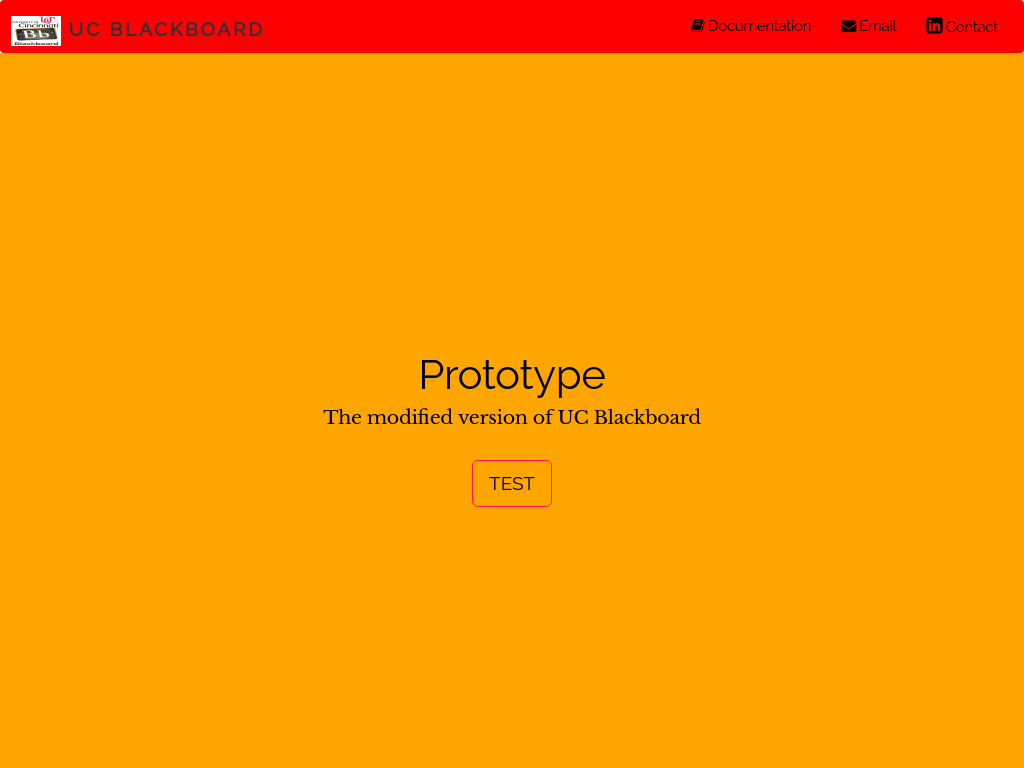 Cincinnati
Bb
Blackboard
UC BLACKBOARD
Documentation
Email
Contact
Prototype
The modified version of UC Blackboard
TEST